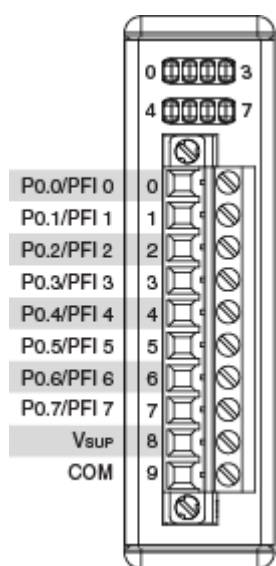 0 3
4 7
P0.0/PFI 0 0
P0.1/PFI 1 1
P0.2/PFI 2 2
P0.3/PFI 3 3
P0.4/PFI 4 4
P0.5/PFI 5 5
P0.6/PFI 6 6
P0.7/PFI 7 7
VSUP 8
COM 9